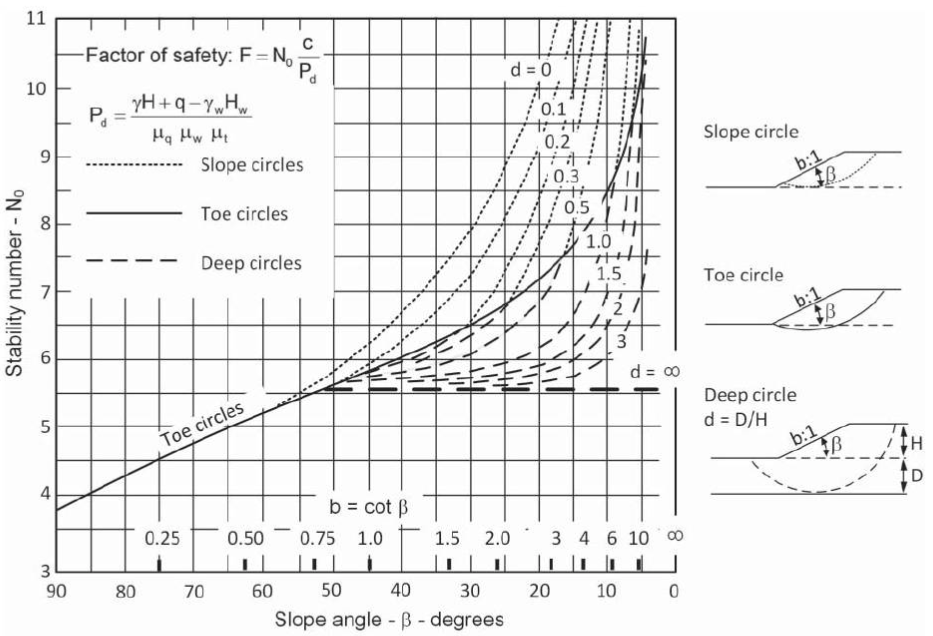 11
10
9
8
7
6
5
4
3
Stability number - N₀
Factor of safety: F = N₀ c/P_d
P_d = (γH + q − γ_w H_w)/(μ_q μ_w μ_t)
Slope circles
Toe circles
Deep circles
d = 0
0.1
0.2
0.3
0.5
1.0
1.5
2
3
d = ∞
Toe circles
b = cot β
0.25 0.50 0.75 1.0 1.5 2.0 3 4 6 10 ∞
90 80 70 60 50 40 30 20 10 0
Slope angle - β - degrees
Slope circle
b:1
β
Toe circle
b:1
β
Deep circle
d = D/H
b:1
β
H
D